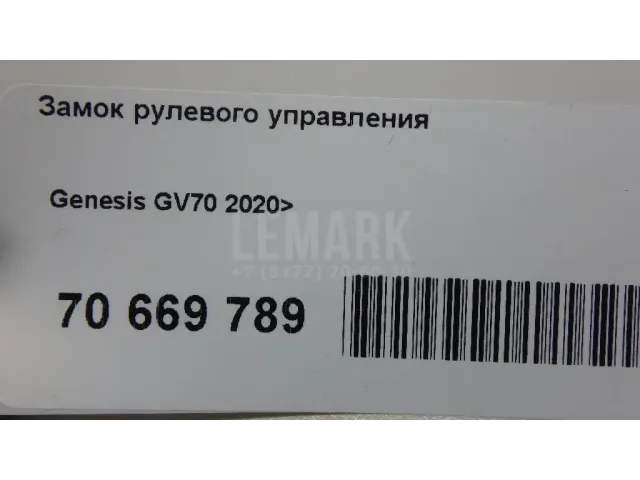 Замок рулевого управления
Genesis GV70 2020>
LEMARK
70 669 789